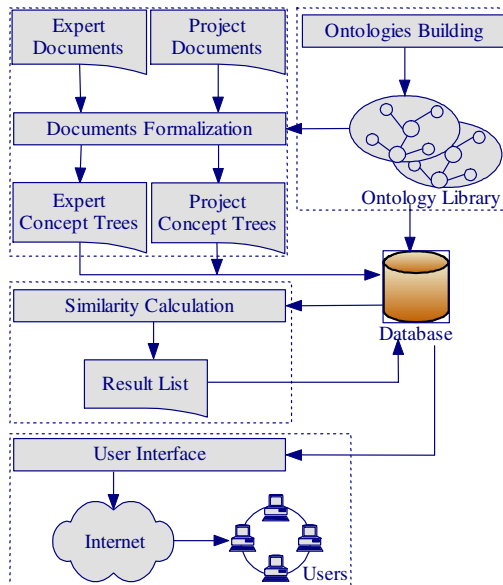 Expert
Documents
Project
Documents
Ontologies Building
Documents Formalization
Expert
Concept Trees
Project
Concept Trees
Ontology Library
Similarity Calculation
Database
Result List
User Interface
Internet
Users